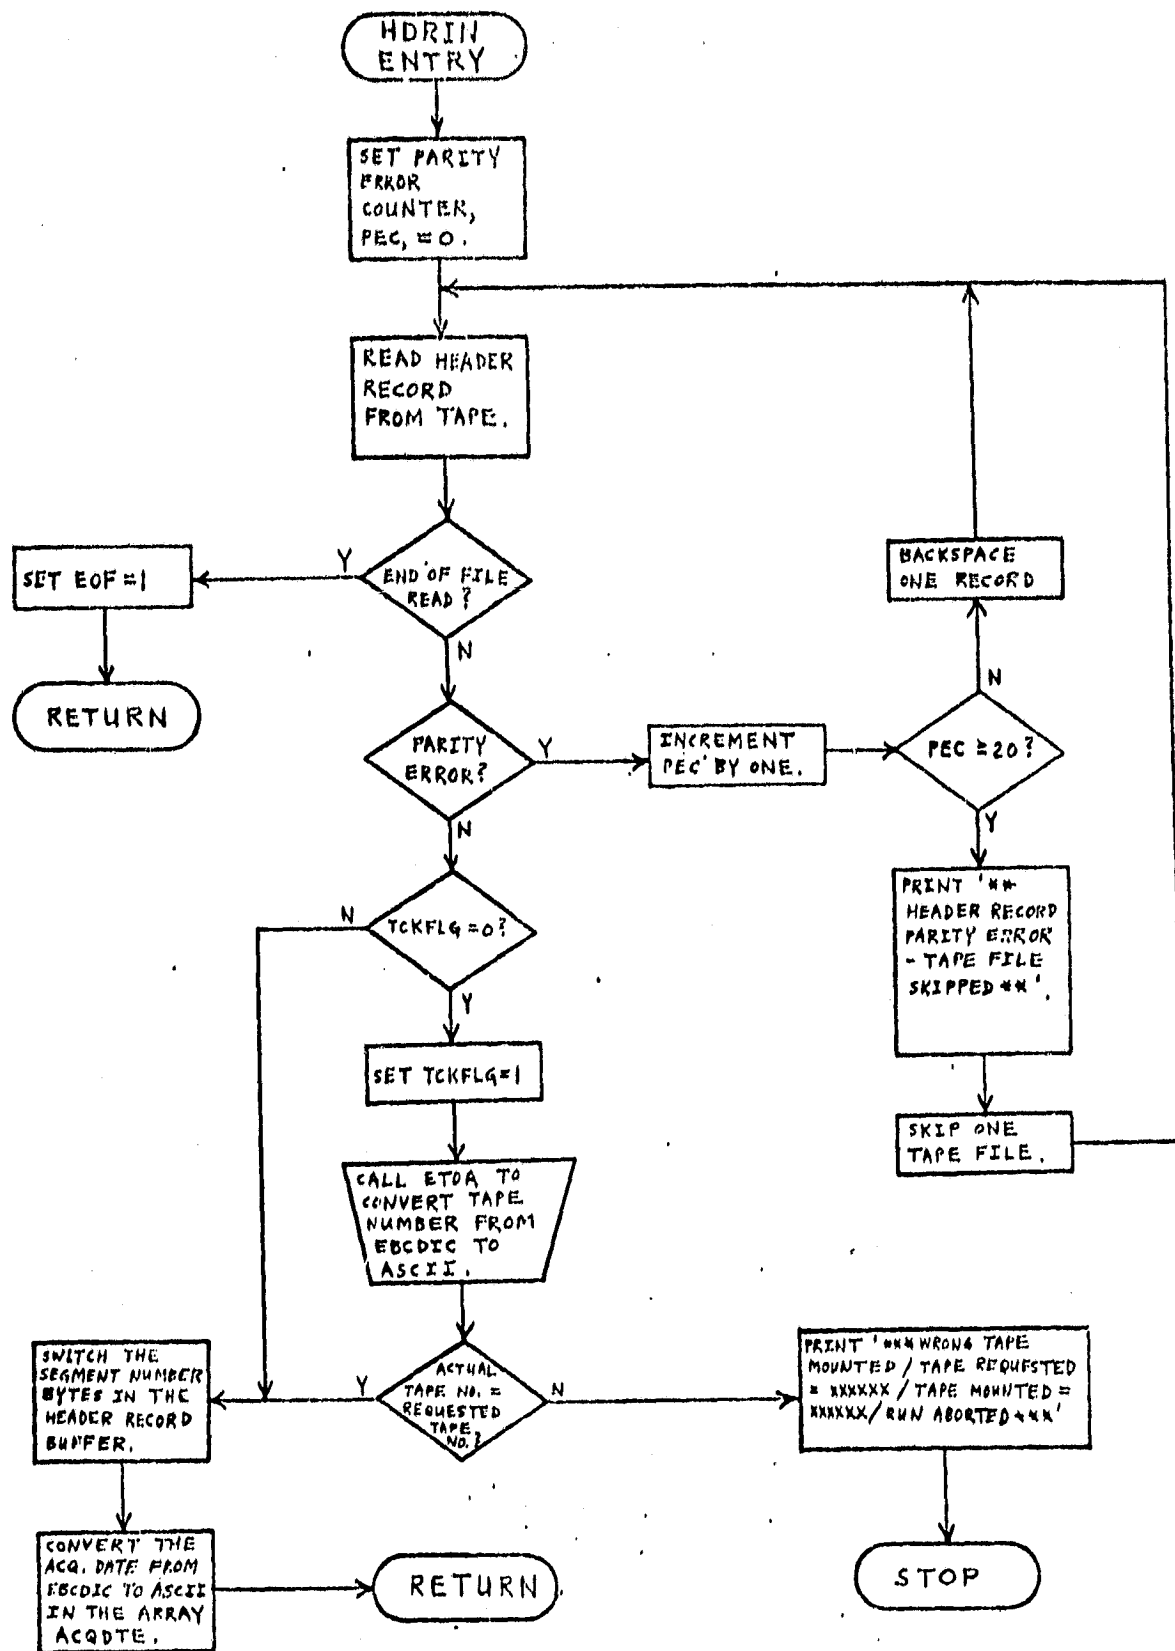 HDRIN
ENTRY
SET PARITY
ERROR
COUNTER,
PEC, = 0.
READ HEADER
RECORD
FROM TAPE.
END OF FILE
READ?
Y
N
SET EOF = 1
RETURN
PARITY
ERROR?
Y
N
INCREMENT
PEC BY ONE.
PEC ≥ 20?
N
Y
BACKSPACE
ONE RECORD
PRINT '**
HEADER RECORD
PARITY ERROR
- TAPE FILE
SKIPPED **'.
SKIP ONE
TAPE FILE.
TCKFLG = 0?
N
Y
SET TCKFLG=1
CALL ETOA TO
CONVERT TAPE
NUMBER FROM
EBCDIC TO
ASCII.
ACTUAL
TAPE NO. =
REQUESTED
TAPE
NO.?
Y
N
SWITCH THE
SEGMENT NUMBER
BYTES IN THE
HEADER RECORD
BUFFER.
CONVERT THE
ACQ. DATE FROM
EBCDIC TO ASCII
IN THE ARRAY
ACQDTE.
RETURN
PRINT '*** WRONG TAPE
MOUNTED / TAPE REQUESTED
= XXXXXX / TAPE MOUNTED =
XXXXXX / RUN ABORTED ***'
STOP